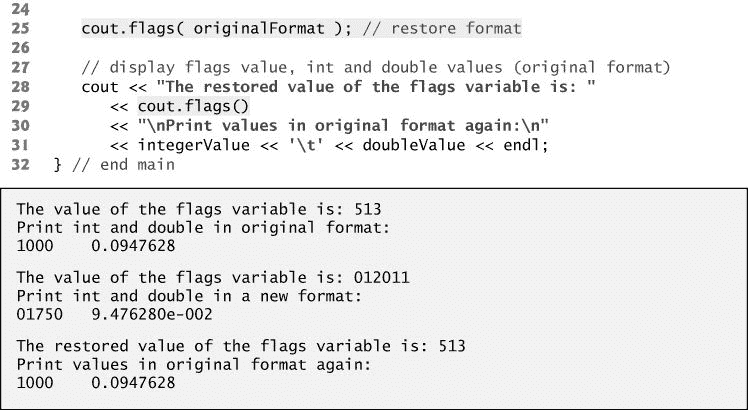 24
25 cout.flags( originalFormat ); // restore format
26
27 // display flags value, int and double values (original format)
28 cout << "The restored value of the flags variable is: "
29 << cout.flags()
30 << "\nPrint values in original format again:\n"
31 << integerValue << '\t' << doubleValue << endl;
32 } // end main
The value of the flags variable is: 513
Print int and double in original format:
1000 0.0947628
The value of the flags variable is: 012011
Print int and double in a new format:
01750 9.476280e-002
The restored value of the flags variable is: 513
Print values in original format again:
1000 0.0947628